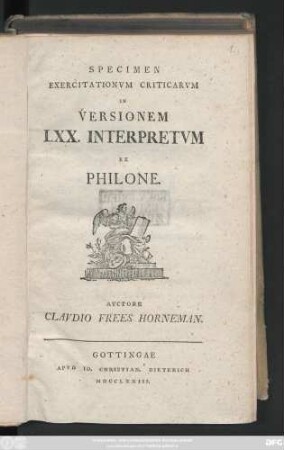 SPECIMEN
EXERCITATIONVM CRITICARVM
IN
VERSIONEM
LXX. INTERPRETVM
EX
PHILONE.
AVCTORE
CLAVDIO FREES HORNEMAN.
GOTTINGAE
APVD IO. CHRISTIAN. DIETERICH
MDCCLXXIII.